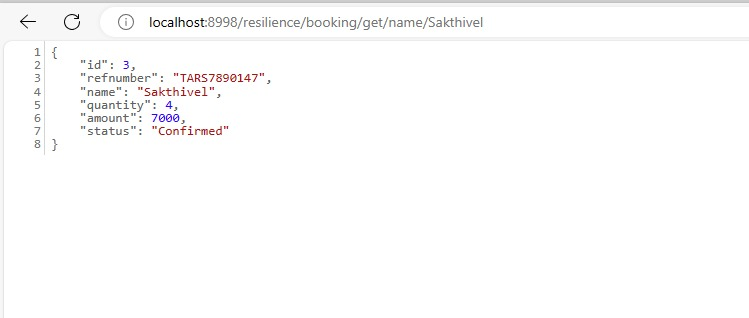 localhost:8998/resilience/booking/get/name/Sakthivel
1 {
2 "id": 3,
3 "refnumber": "TARS7890147",
4 "name": "Sakthivel",
5 "quantity": 4,
6 "amount": 7000,
7 "status": "Confirmed"
8 }